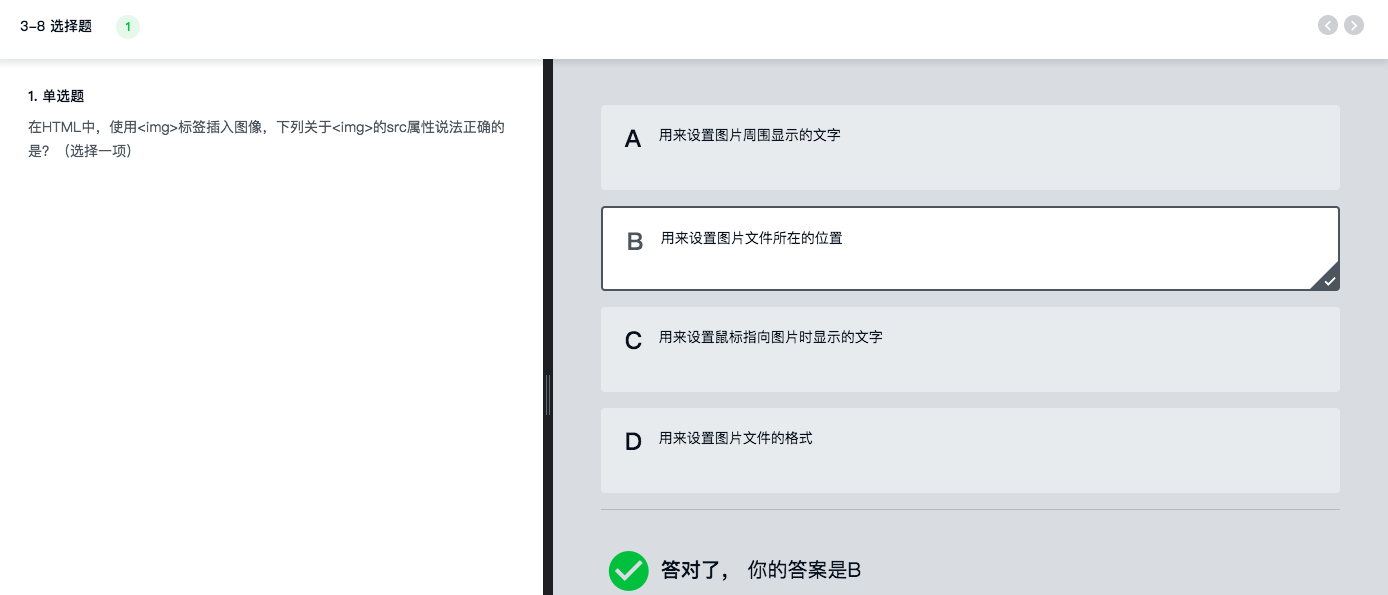 3-8 选择题
1
1. 单选题
在HTML中，使用<img>标签插入图像，下列关于<img>的src属性说法正确的
是？（选择一项）
A 用来设置图片周围显示的文字
B 用来设置图片文件所在的位置
C 用来设置鼠标指向图片时显示的文字
D 用来设置图片文件的格式
答对了， 你的答案是B